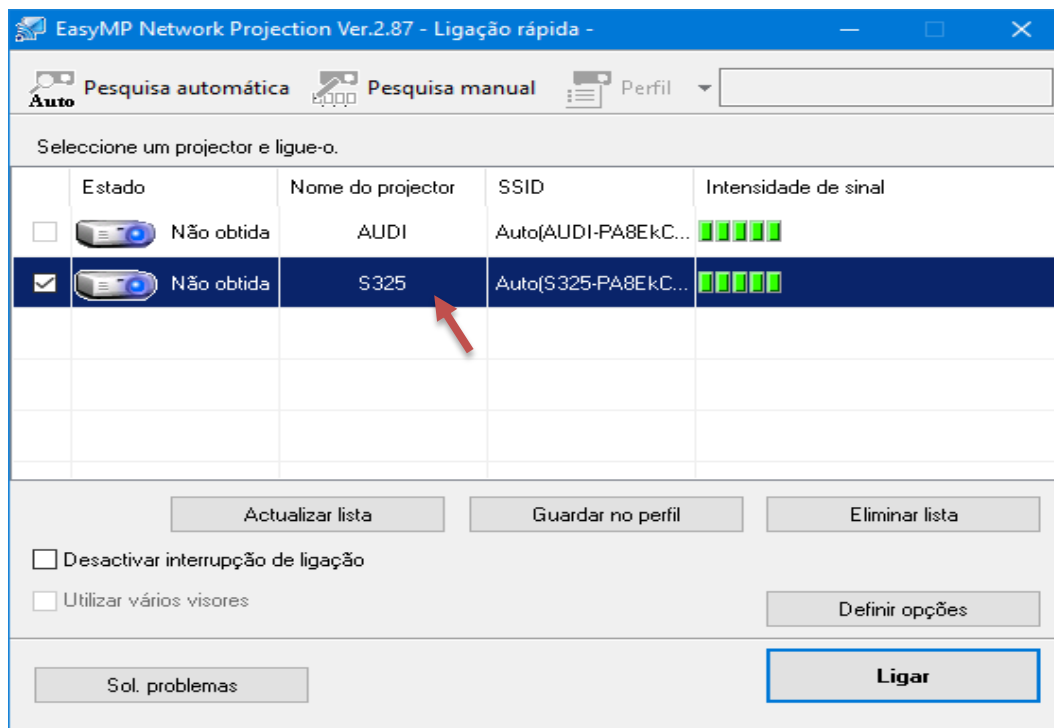 EasyMP Network Projection Ver.2.87 - Ligação rápida -
Auto Pesquisa automática Pesquisa manual Perfil
Seleccione um projector e ligue-o.
Estado Nome do projector SSID Intensidade de sinal
Não obtida AUDI Auto(AUDI-PA8EkC...
Não obtida S325 Auto(S325-PA8EkC...
Actualizar lista Guardar no perfil Eliminar lista
Desactivar interrupção de ligação
Utilizar vários visores
Definir opções
Sol. problemas
Ligar